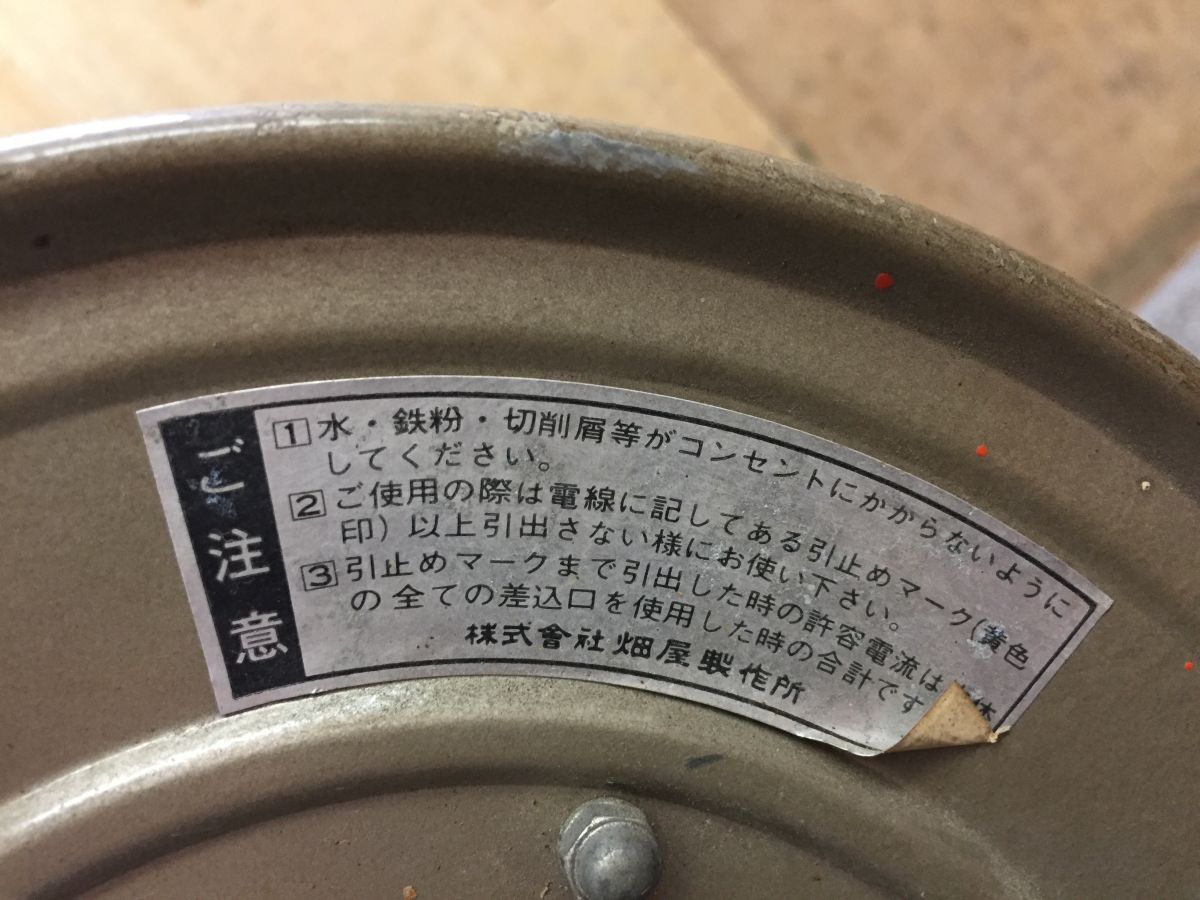 ご注意
1 水・鉄粉・切削屑等がコンセントにかからないように
してください。
2 ご使用の際は電線に記してある引止めマーク(黄色
印)以上引出さない様にお使い下さい。
3 引止めマークまで引出した時の許容電流は 体
の全ての差込口を使用した時の合計です
株式會社畑屋製作所